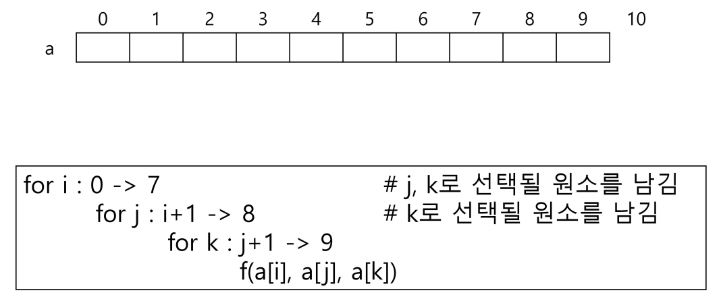 0 1 2 3 4 5 6 7 8 9 10
a
for i : 0 -> 7 # j, k로 선택될 원소를 남김
for j : i+1 -> 8 # k로 선택될 원소를 남김
for k : j+1 -> 9
f(a[i], a[j], a[k])